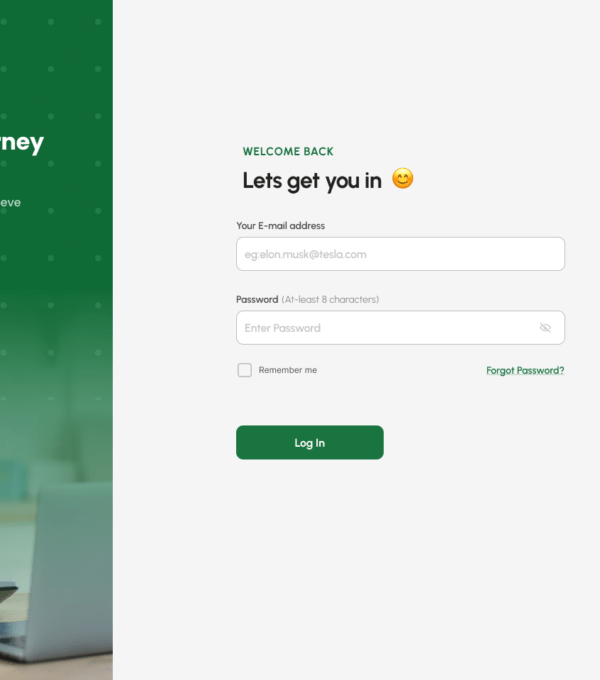 rney
eve
WELCOME BACK
Lets get you in 😊
Your E-mail address
eg:elon.musk@tesla.com
Password (At-least 8 characters)
Enter Password
Remember me
Forgot Password?
Log In